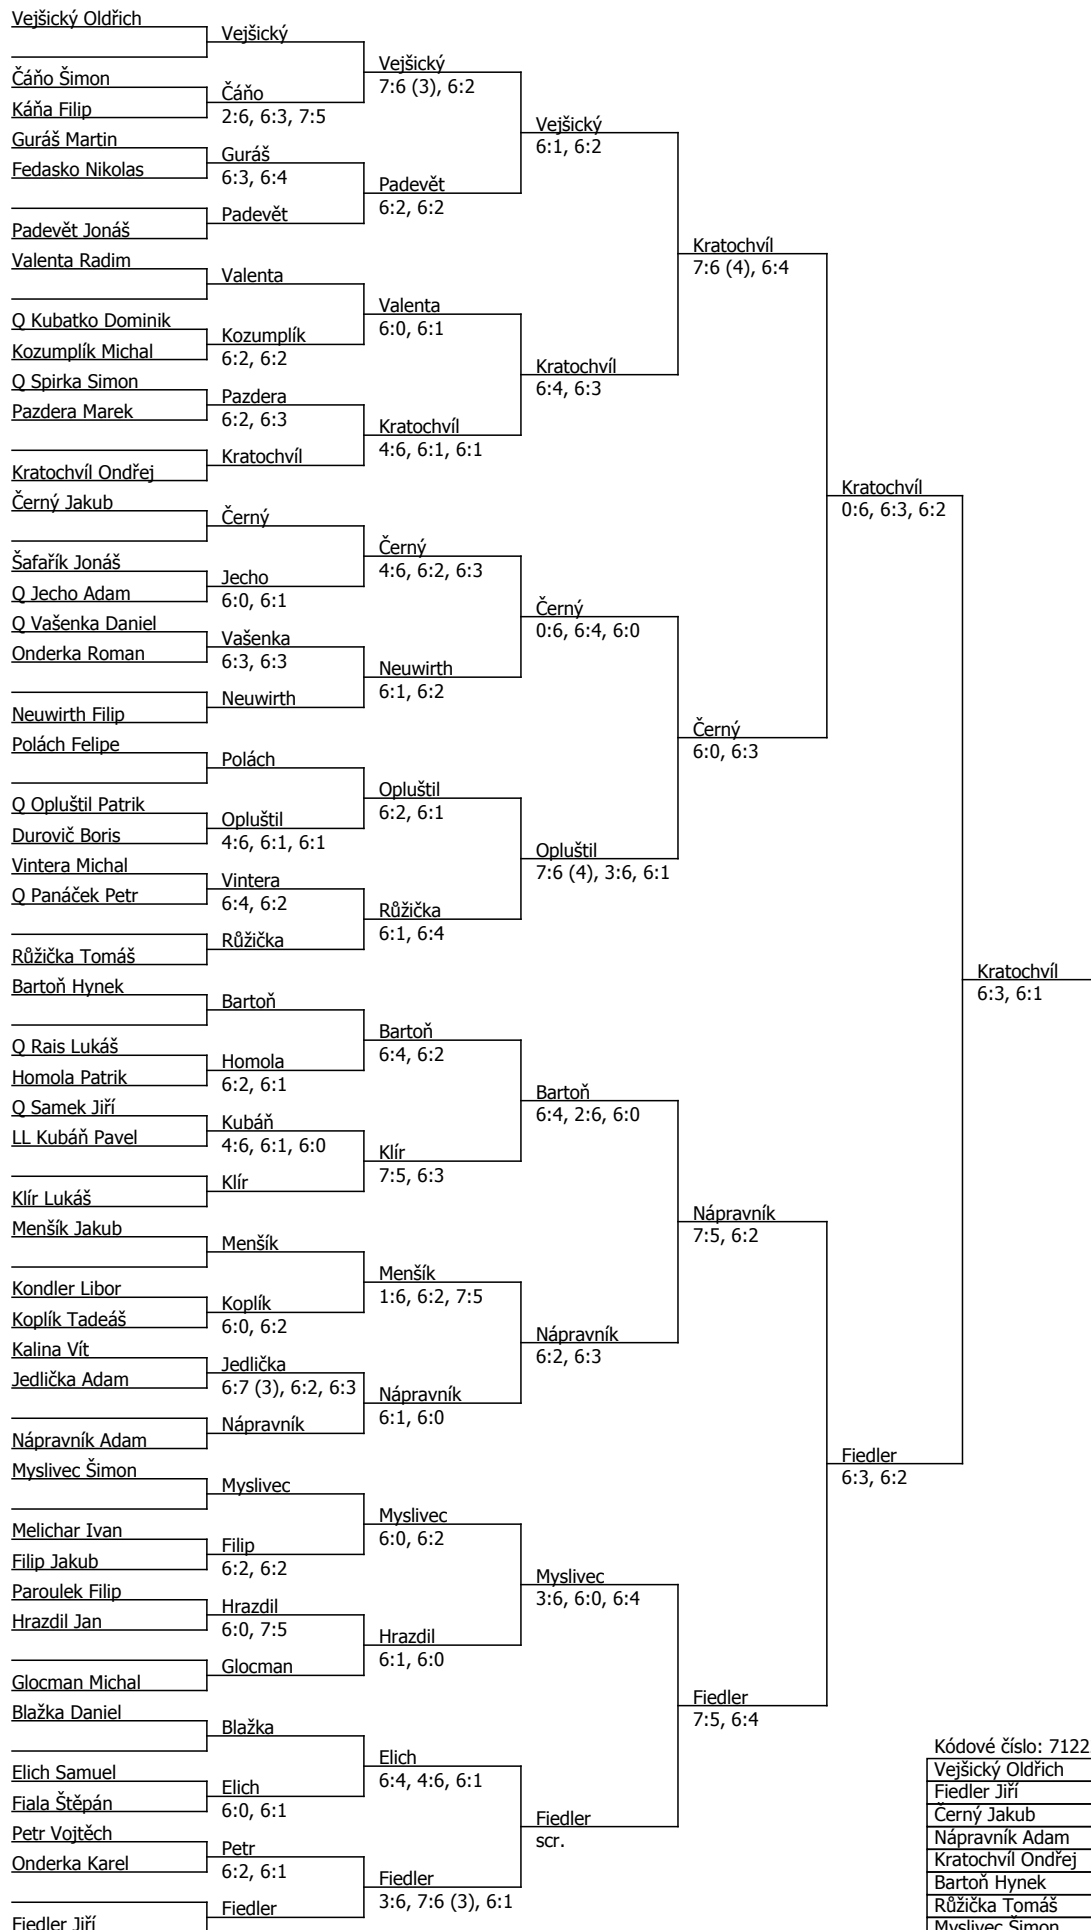 Vejšický Oldřich
Čáňo Šimon
Káňa Filip
Guráš Martin
Fedasko Nikolas
Padevět Jonáš
Valenta Radim
Q Kubatko Dominik
Kozumplík Michal
Q Spirka Simon
Pazdera Marek
Kratochvíl Ondřej
Černý Jakub
Šafařík Jonáš
Q Jecho Adam
Q Vašenka Daniel
Onderka Roman
Neuwirth Filip
Polách Felipe
Q Opluštil Patrik
Durovič Boris
Vintera Michal
Q Panáček Petr
Růžička Tomáš
Bartoň Hynek
Q Rais Lukáš
Homola Patrik
Q Samek Jiří
LL Kubáň Pavel
Klír Lukáš
Menšík Jakub
Kondler Libor
Koplík Tadeáš
Kalina Vít
Jedlička Adam
Nápravník Adam
Myslivec Šimon
Melichar Ivan
Filip Jakub
Paroulek Filip
Hrazdil Jan
Glocman Michal
Blažka Daniel
Elich Samuel
Fiala Štěpán
Petr Vojtěch
Onderka Karel
Fiedler Jiří
Vejšický
Čáňo
2:6, 6:3, 7:5
Guráš
6:3, 6:4
Padevět
Valenta
Kozumplík
6:2, 6:2
Pazdera
6:2, 6:3
Kratochvíl
Černý
Jecho
6:0, 6:1
Vašenka
6:3, 6:3
Neuwirth
Polách
Opluštil
4:6, 6:1, 6:1
Vintera
6:4, 6:2
Růžička
Bartoň
Homola
6:2, 6:1
Kubáň
4:6, 6:1, 6:0
Klír
Menšík
Koplík
6:0, 6:2
Jedlička
6:7 (3), 6:2, 6:3
Nápravník
Myslivec
Filip
6:2, 6:2
Hrazdil
6:0, 7:5
Glocman
Blažka
Elich
6:0, 6:1
Petr
6:2, 6:1
Fiedler
Vejšický
7:6 (3), 6:2
Padevět
6:2, 6:2
Valenta
6:0, 6:1
Kratochvíl
4:6, 6:1, 6:1
Černý
4:6, 6:2, 6:3
Neuwirth
6:1, 6:2
Opluštil
6:2, 6:1
Růžička
6:1, 6:4
Bartoň
6:4, 6:2
Klír
7:5, 6:3
Menšík
1:6, 6:2, 7:5
Nápravník
6:1, 6:0
Myslivec
6:0, 6:2
Hrazdil
6:1, 6:0
Elich
6:4, 4:6, 6:1
Fiedler
3:6, 7:6 (3), 6:1
Vejšický
6:1, 6:2
Kratochvíl
6:4, 6:3
Černý
0:6, 6:4, 6:0
Opluštil
7:6 (4), 3:6, 6:1
Bartoň
6:4, 2:6, 6:0
Nápravník
6:2, 6:3
Myslivec
3:6, 6:0, 6:4
Fiedler
scr.
Kratochvíl
7:6 (4), 6:4
Černý
6:0, 6:3
Nápravník
7:5, 6:2
Fiedler
7:5, 6:4
Kratochvíl
0:6, 6:3, 6:2
Fiedler
6:3, 6:2
Kratochvíl
6:3, 6:1
Kódové číslo: 7122
Vejšický Oldřich
Fiedler Jiří
Černý Jakub
Nápravník Adam
Kratochvíl Ondřej
Bartoň Hynek
Růžička Tomáš
Myslivec Šimon